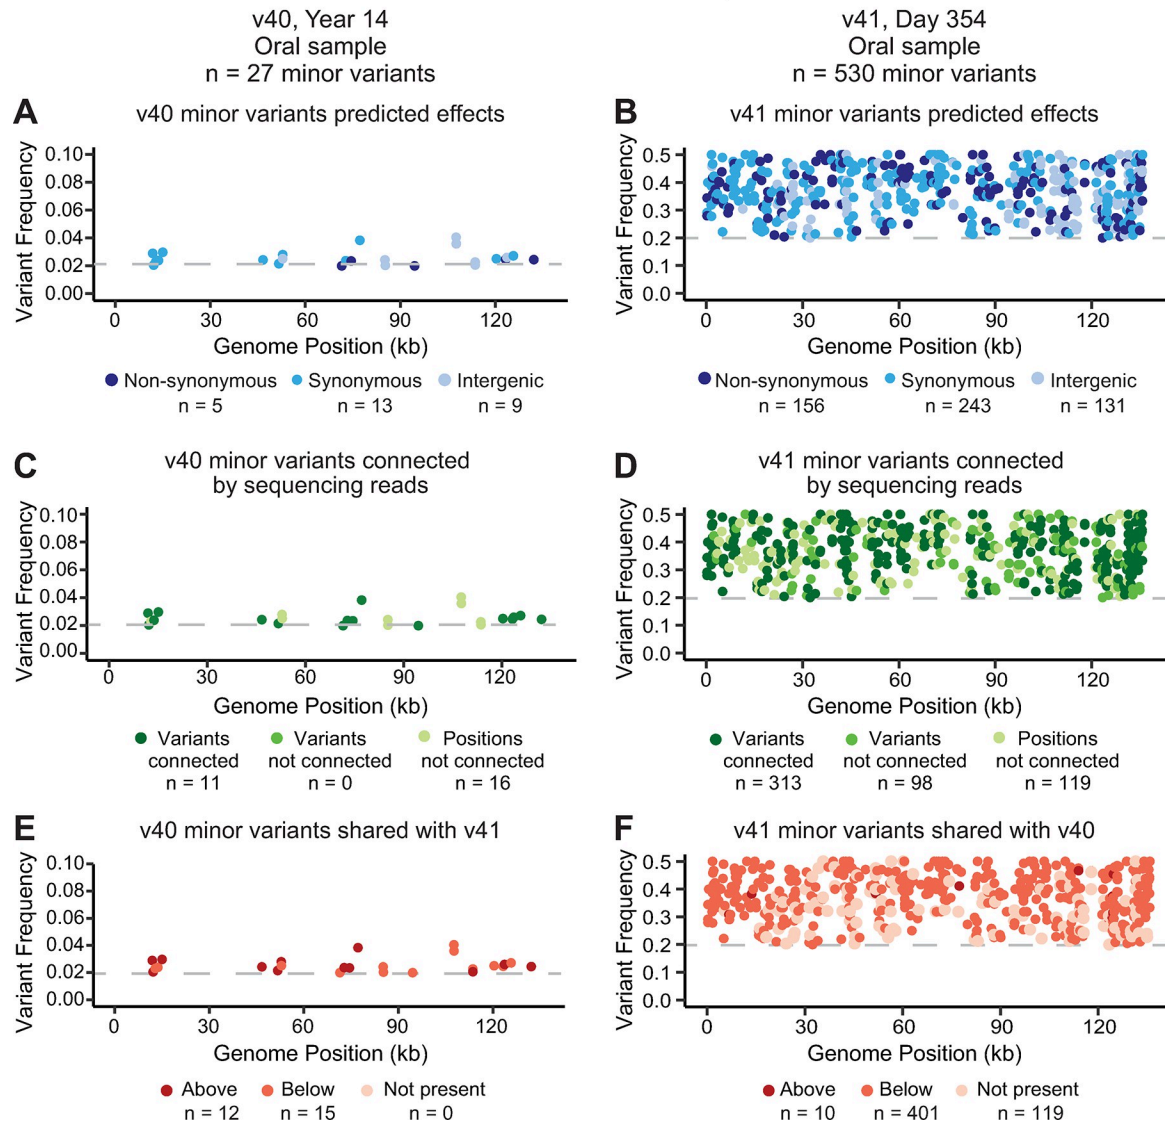 v40, Year 14
Oral sample
n = 27 minor variants
v41, Day 354
Oral sample
n = 530 minor variants
A
v40 minor variants predicted effects
Variant Frequency
0.10
0.08
0.06
0.04
0.02
0.00
0
30
60
90
120
Genome Position (kb)
Non-synonymous
n = 5
Synonymous
n = 13
Intergenic
n = 9
B
v41 minor variants predicted effects
Variant Frequency
0.5
0.4
0.3
0.2
0.1
0.0
0
30
60
90
120
Genome Position (kb)
Non-synonymous
n = 156
Synonymous
n = 243
Intergenic
n = 131
C
v40 minor variants connected
by sequencing reads
Variant Frequency
0.10
0.08
0.06
0.04
0.02
0.00
0
30
60
90
120
Genome Position (kb)
Variants
connected
n = 11
Variants
not connected
n = 0
Positions
not connected
n = 16
D
v41 minor variants connected
by sequencing reads
Variant Frequency
0.5
0.4
0.3
0.2
0.1
0.0
0
30
60
90
120
Genome Position (kb)
Variants
connected
n = 313
Variants
not connected
n = 98
Positions
not connected
n = 119
E
v40 minor variants shared with v41
Variant Frequency
0.10
0.08
0.06
0.04
0.02
0.00
0
30
60
90
120
Genome Position (kb)
Above
n = 12
Below
n = 15
Not present
n = 0
F
v41 minor variants shared with v40
Variant Frequency
0.5
0.4
0.3
0.2
0.1
0.0
0
30
60
90
120
Genome Position (kb)
Above
n = 10
Below
n = 401
Not present
n = 119